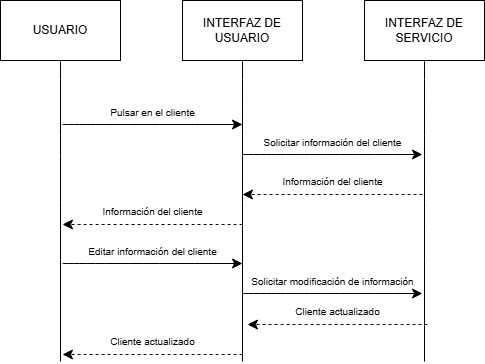 USUARIO
INTERFAZ DE
USUARIO
INTERFAZ DE
SERVICIO
Pulsar en el cliente
Solicitar información del cliente
Información del cliente
Información del cliente
Editar información del cliente
Solicitar modificación de información
Cliente actualizado
Cliente actualizado